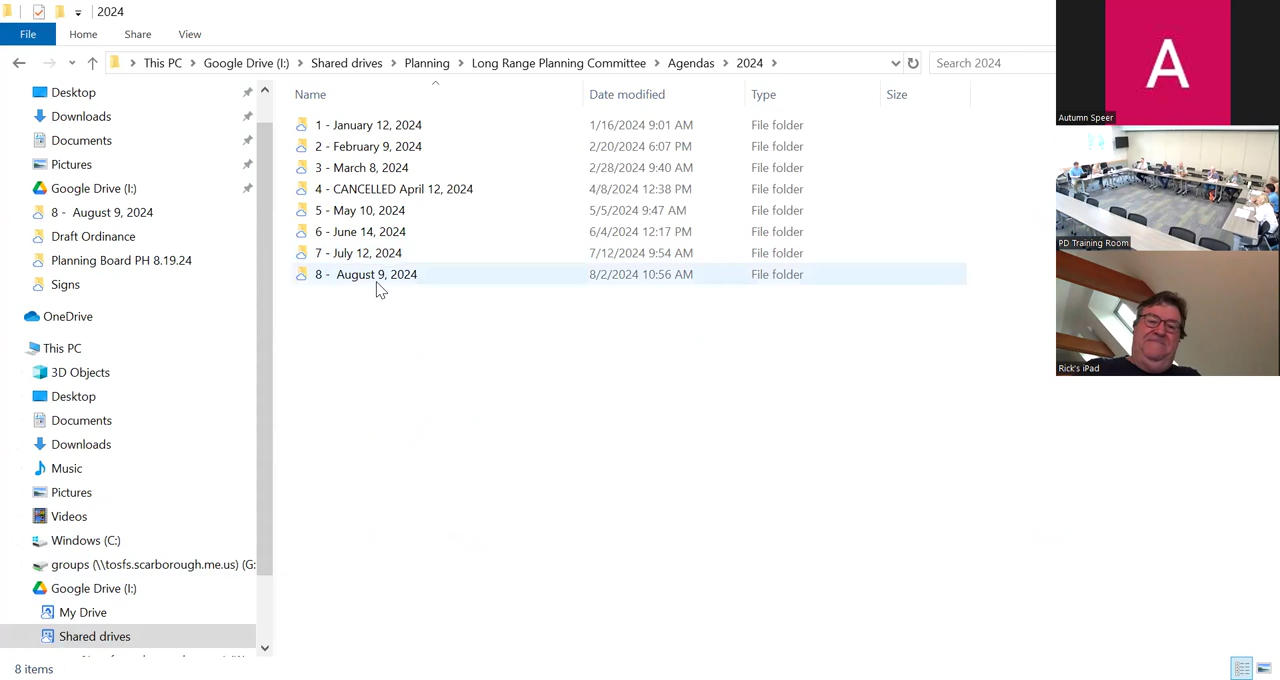 2024
File
Home
Share
View
This PC
Google Drive (I:)
Shared drives
Planning
Long Range Planning Committee
Agendas
2024
Search 2024
Name
Date modified
Type
Size
1 - January 12, 2024 1/16/2024 9:01 AM File folder
2 - February 9, 2024 2/20/2024 6:07 PM File folder
3 - March 8, 2024 2/28/2024 9:40 AM File folder
4 - CANCELLED April 12, 2024 4/8/2024 12:38 PM File folder
5 - May 10, 2024 5/5/2024 9:47 AM File folder
6 - June 14, 2024 6/4/2024 12:17 PM File folder
7 - July 12, 2024 7/12/2024 9:54 AM File folder
8 -  August 9, 2024 8/2/2024 10:56 AM File folder
Desktop
Downloads
Documents
Pictures
Google Drive (I:)
8 -  August 9, 2024
Draft Ordinance
Planning Board PH 8.19.24
Signs
OneDrive
This PC
3D Objects
Desktop
Documents
Downloads
Music
Pictures
Videos
Windows (C:)
groups (\\tosfs.scarborough.me.us) (G:
Google Drive (I:)
My Drive
Shared drives
8 items
A
Autumn Speer
PD Training Room
Rick's iPad